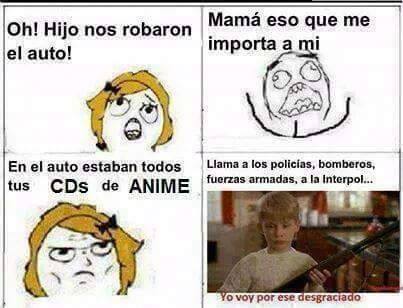 Oh! Hijo nos robaron
el auto!
Mamá eso que me
importa a mi
En el auto estaban todos
tus CDs de ANIME
Llama a los policías, bomberos,
fuerzas armadas, a la Interpol...
Yo voy por ese desgraciado